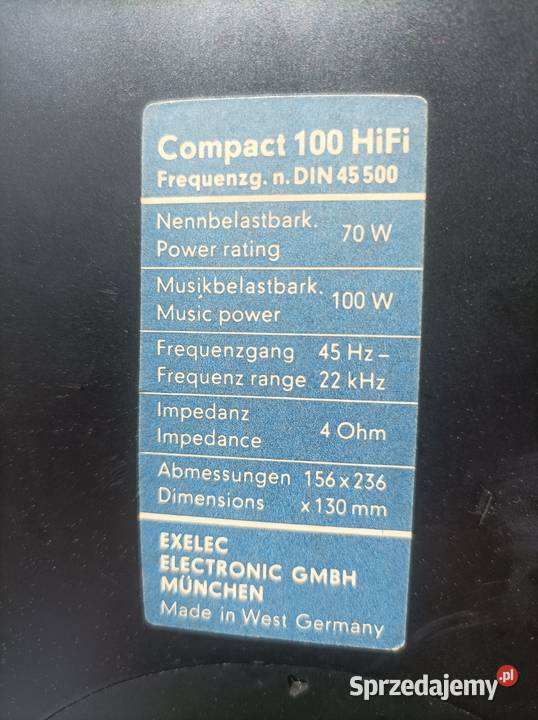 Compact 100 HiFi
Frequenzg. n. DIN 45 500
Nennbelastbark.
Power rating
70 W
Musikbelastbark.
Music power
100 W
Frequenzgang 45 Hz –
Frequenz range 22 kHz
Impedanz
Impedance
4 Ohm
Abmessungen 156 x 236
Dimensions x 130 mm
EXELEC
ELECTRONIC GMBH
MÜNCHEN
Made in West Germany
Sprzedajemy.pl